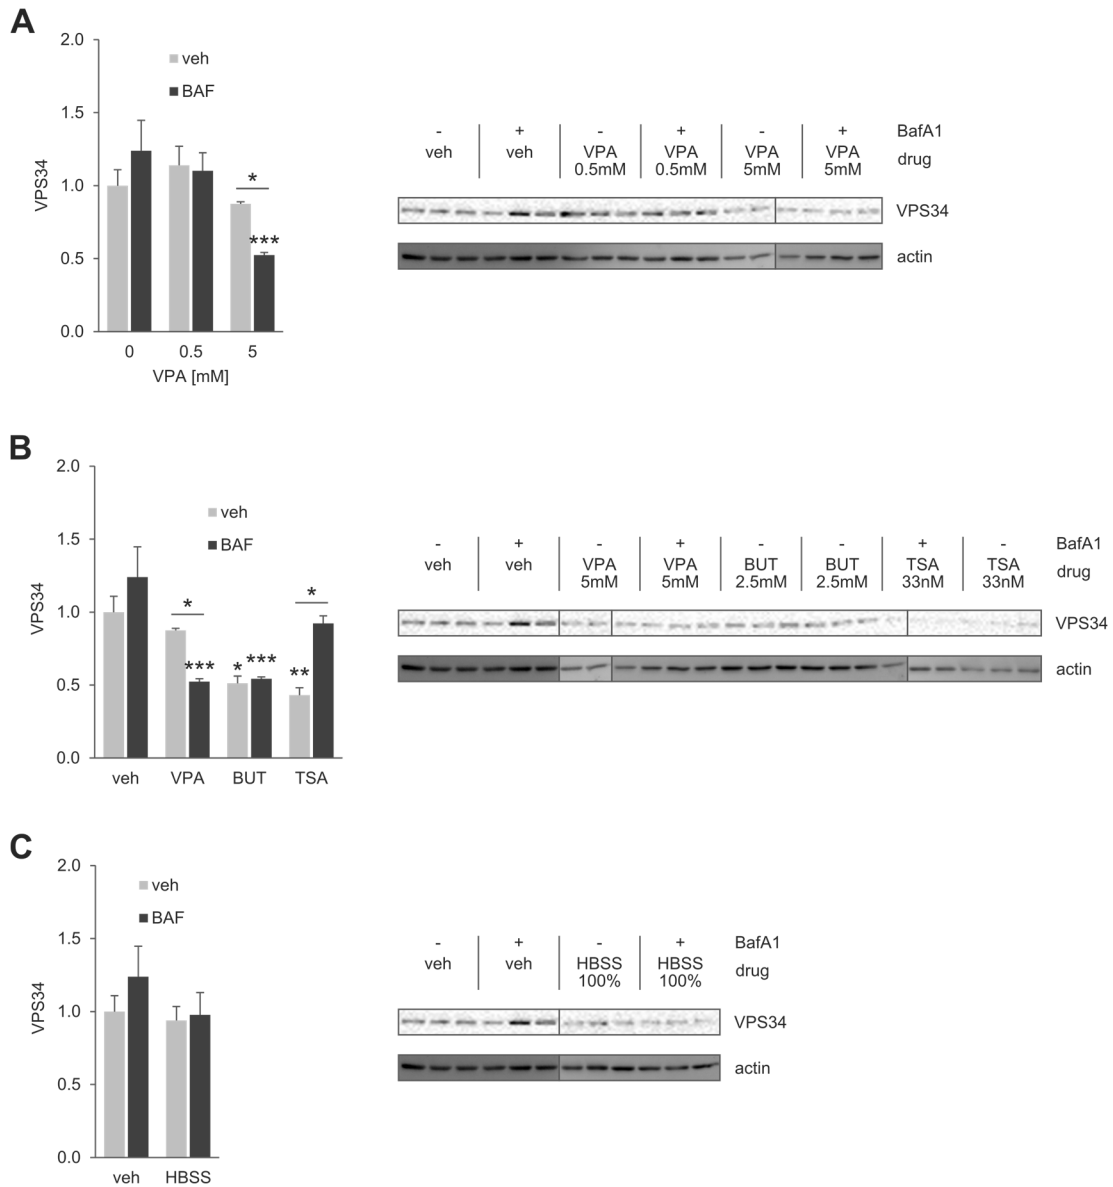 A
2.0
1.5
1.0
0.5
0.0
VPS34
veh
BAF
*
***
0 0.5 5
VPA [mM]
- + - + - + BafA1
veh veh VPA VPA VPA VPA drug
0.5mM 0.5mM 5mM 5mM
VPS34
actin
B
2.0
1.5
1.0
0.5
0.0
VPS34
veh
BAF
* *
*** * *** **
veh VPA BUT TSA
- + - + - - + - BafA1
veh veh VPA VPA BUT BUT TSA TSA drug
5mM 5mM 2.5mM 2.5mM 33nM 33nM
VPS34
actin
C
2.0
1.5
1.0
0.5
0.0
VPS34
veh
BAF
veh HBSS
- + - + BafA1
veh veh HBSS HBSS drug
100% 100%
VPS34
actin